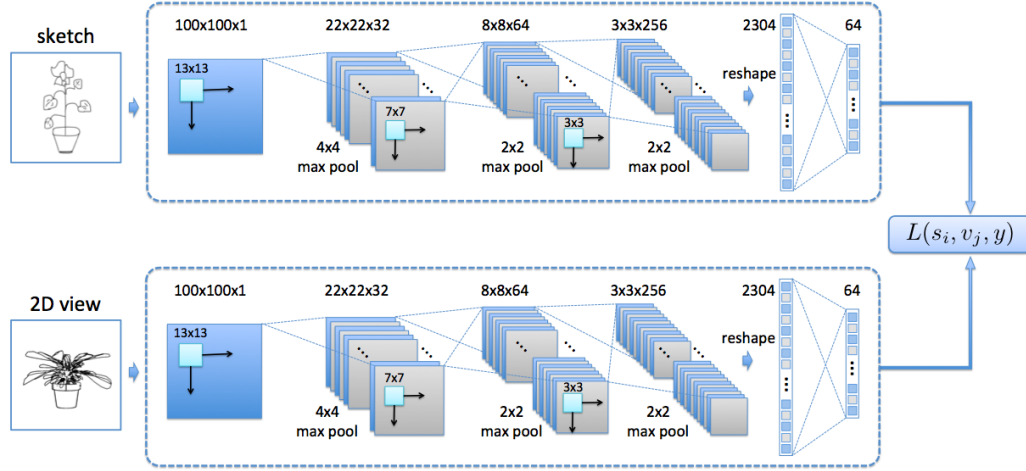 sketch
100x100x1
22x22x32
8x8x64
3x3x256
2304
64
13x13
7x7
3x3
reshape
4x4
max pool
2x2
max pool
2x2
max pool
L(s_i, v_j, y)
2D view
100x100x1
22x22x32
8x8x64
3x3x256
2304
64
13x13
7x7
3x3
reshape
4x4
max pool
2x2
max pool
2x2
max pool